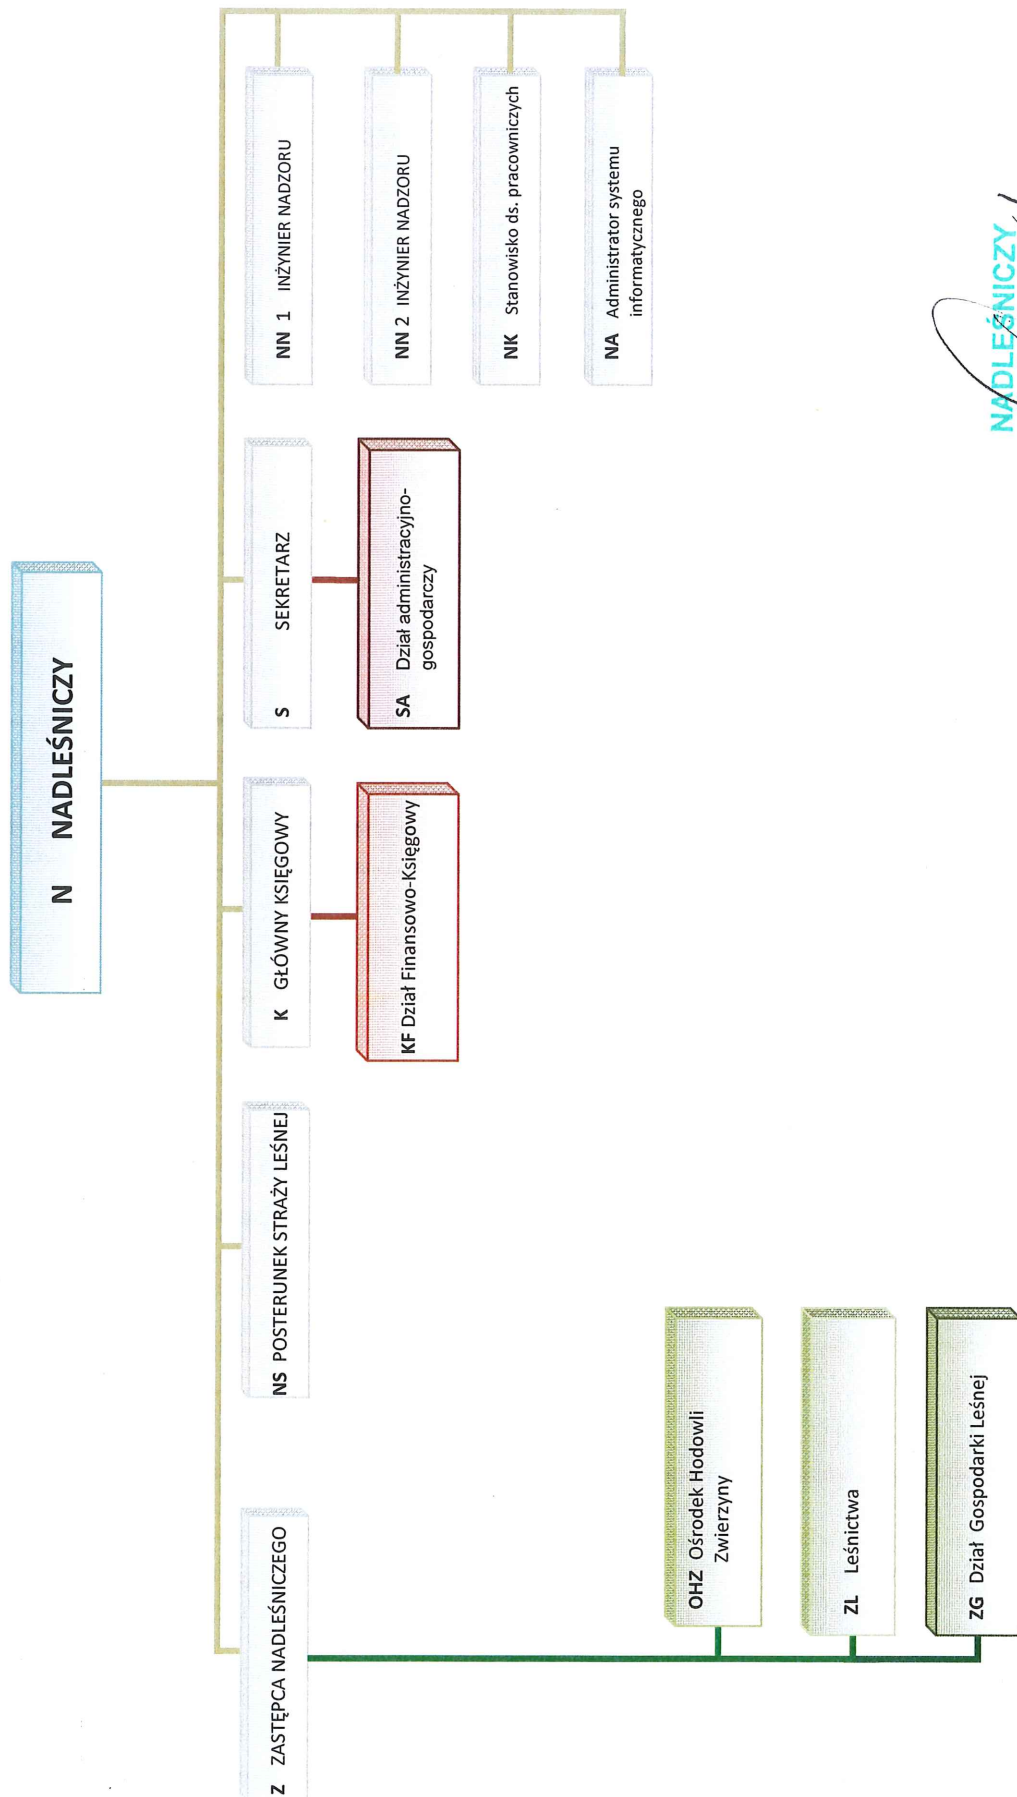 N NADLEŚNICZY
Z ZASTĘPCA NADLEŚNICZEGO
NS POSTERUNEK STRAŻY LEŚNEJ
K GŁÓWNY KSIĘGOWY
S SEKRETARZ
NN 1 INŻYNIER NADZORU
NN 2 INŻYNIER NADZORU
NK Stanowisko ds. pracowniczych
NA Administrator systemu
informatycznego
KF Dział Finansowo-Księgowy
SA Dział administracyjno-
gospodarczy
OHZ Ośrodek Hodowli
Zwierzyny
ZL Leśnictwa
ZG Dział Gospodarki Leśnej
NADLEŚNICZY